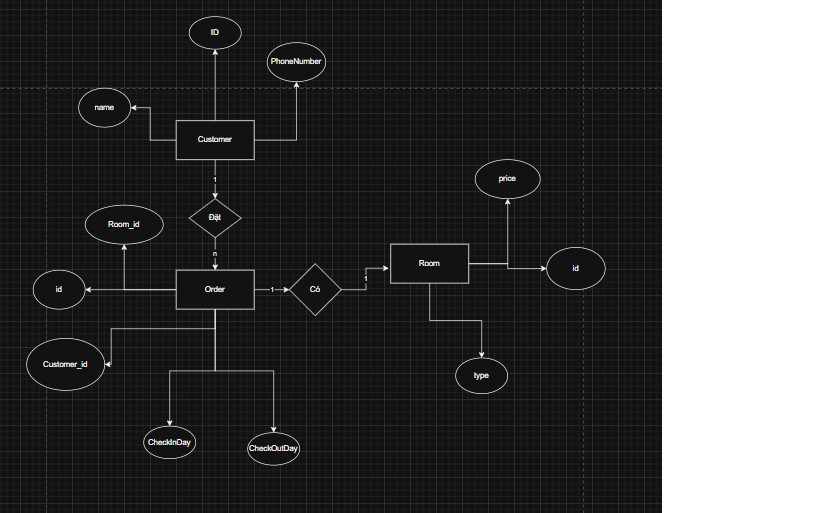 ID
PhoneNumber
name
Customer
1
Đặt
n
Room_id
id
Order
1
Có
1
Room
price
id
type
Customer_id
CheckInDay
CheckOutDay